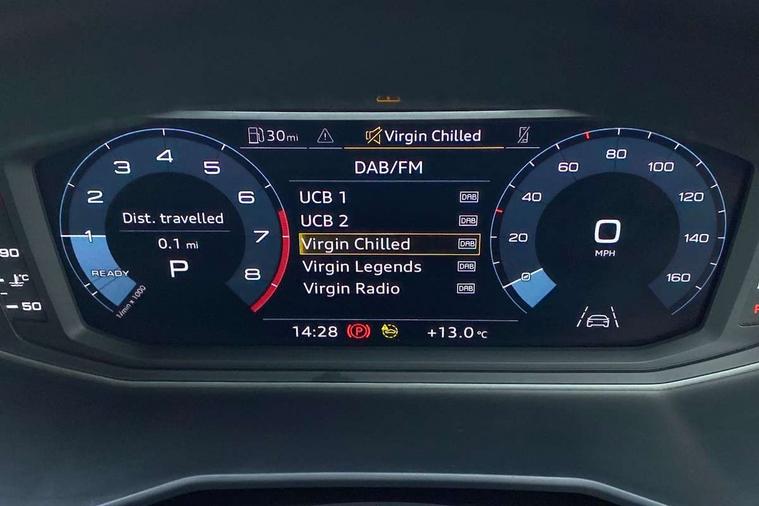 30mi
Virgin Chilled
DAB/FM
UCB 1 DAB
UCB 2 DAB
Virgin Chilled DAB
Virgin Legends DAB
Virgin Radio DAB
14:28
+13.0 °C
1
2
3
4
5
6
7
8
READY
1/min x 1000
Dist. travelled
0.1 mi
P
0
20
40
60
80
100
120
140
160
0
MPH
90
°C
50